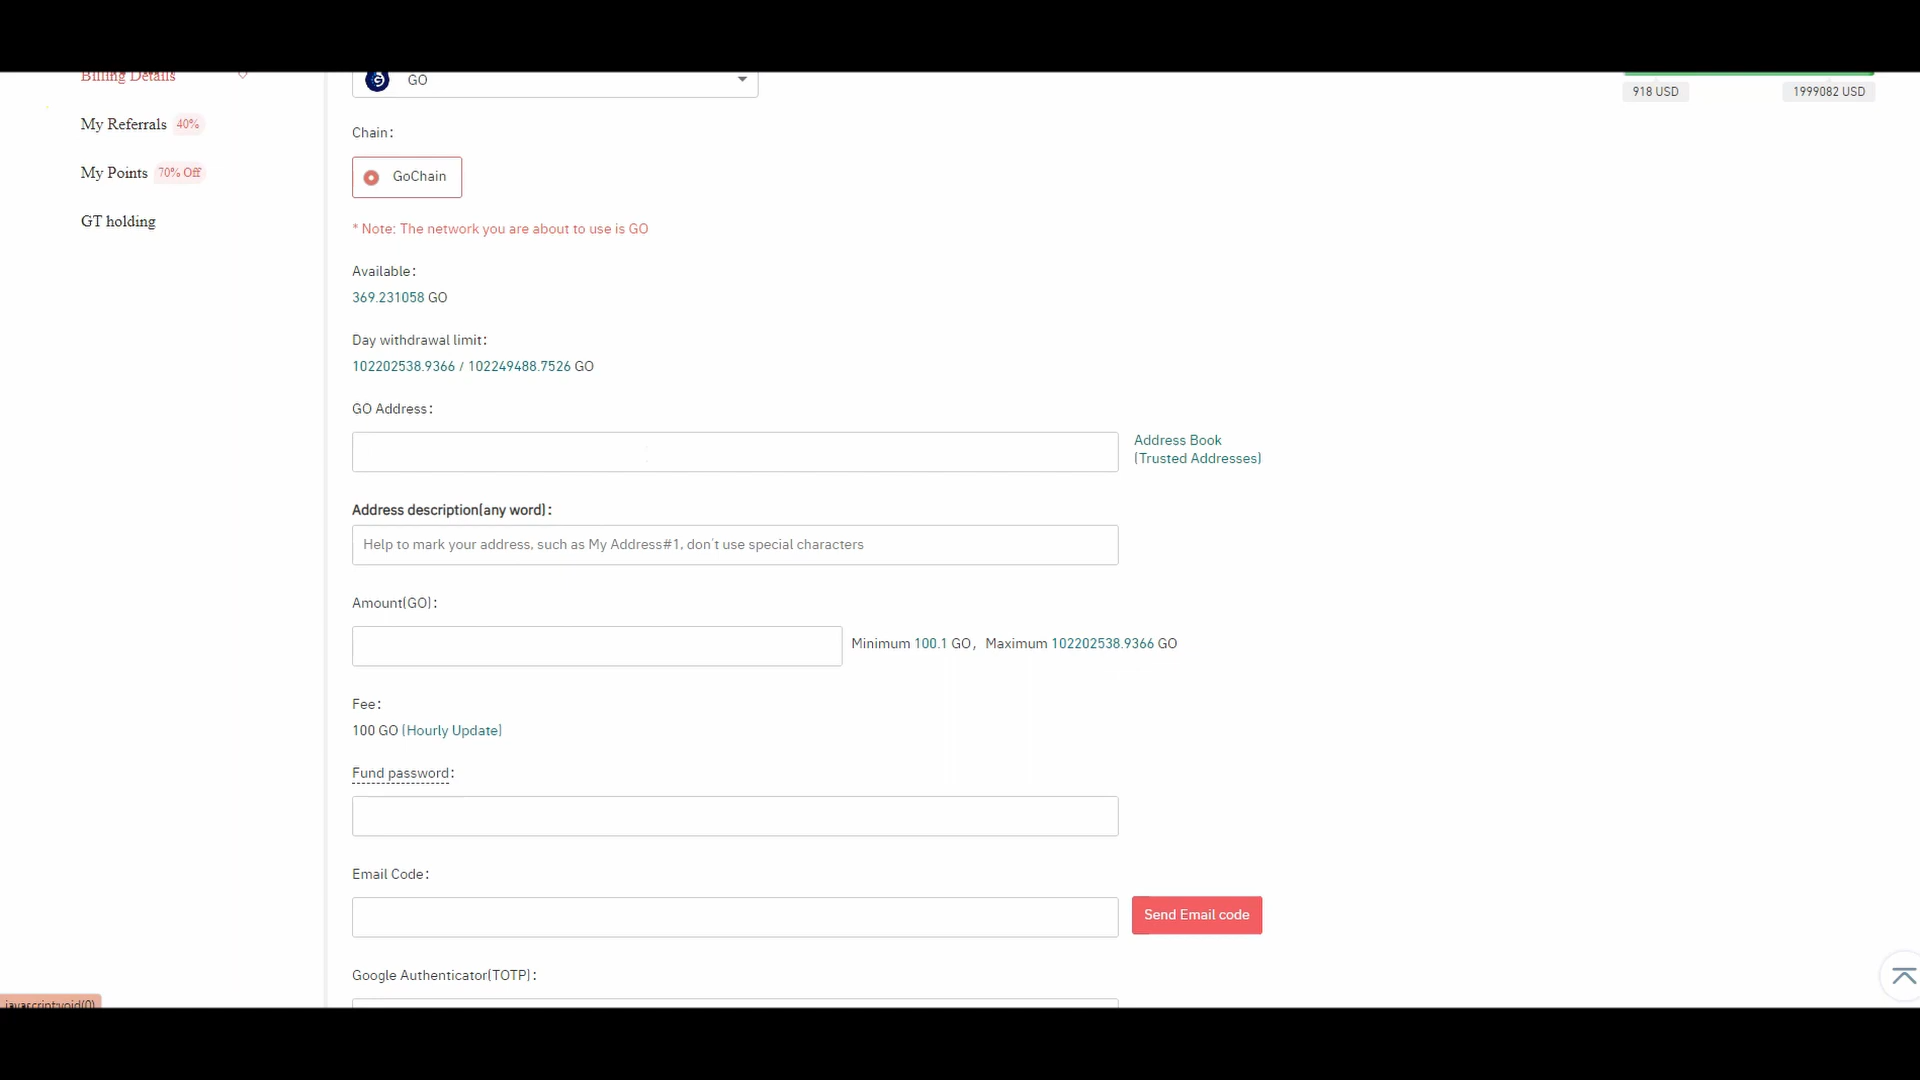 Billing Details
GO
918 USD
1999082 USD
My Referrals 40%
Chain:
My Points 70% Off
GoChain
GT holding
* Note: The network you are about to use is GO
Available:
369.231058 GO
Day withdrawal limit:
102202538.9366 / 102249488.7526 GO
GO Address:
Address Book
(Trusted Addresses)
Address description(any word):
Help to mark your address, such as My Address#1, don't use special characters
Amount(GO):
Minimum 100.1 GO, Maximum 102202538.9366 GO
Fee:
100 GO (Hourly Update)
Fund password:
Email Code:
Send Email code
Google Authenticator(TOTP):
javascript:void(0)